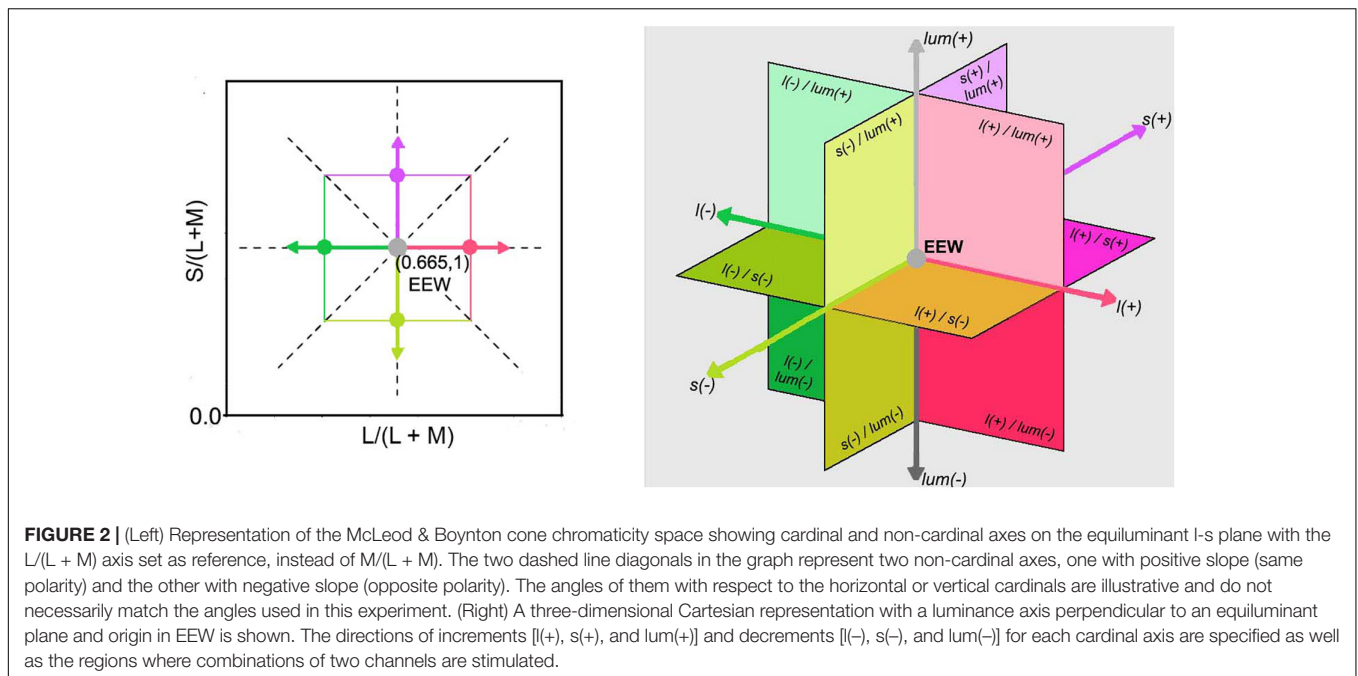 S/(L+M)
(0.665,1)
EEW
0.0
L/(L + M)
lum(+)
s(+) /
lum(+)
l(-) / lum(+)
s(-) / lum(+)
l(+) / lum(+)
s(+)
l(-)
EEW
l(+) / s(+)
l(-) / s(-)
l(+) / s(-)
l(+)
s(-)
l(-) /
lum(-)
s(-) / lum(-)
l(+) / lum(-)
lum(-)
FIGURE 2 | (Left) Representation of the McLeod & Boynton cone chromaticity space showing cardinal and non-cardinal axes on the equiluminant l-s plane with the
L/(L + M) axis set as reference, instead of M/(L + M). The two dashed line diagonals in the graph represent two non-cardinal axes, one with positive slope (same
polarity) and the other with negative slope (opposite polarity). The angles of them with respect to the horizontal or vertical cardinals are illustrative and do not
necessarily match the angles used in this experiment. (Right) A three-dimensional Cartesian representation with a luminance axis perpendicular to an equiluminant
plane and origin in EEW is shown. The directions of increments [l(+), s(+), and lum(+)] and decrements [l(–), s(–), and lum(–)] for each cardinal axis are specified as well
as the regions where combinations of two channels are stimulated.